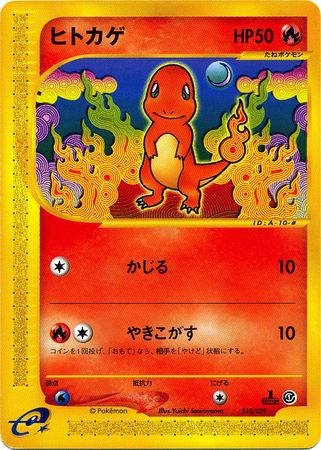 ヒトカゲ HP50
たねポケモン
ID:A-10-#
かじる 10
やきこがす 10
コインを1回投げ、「おもて」なら、相手を「やけど」状態にする。
弱点 抵抗力 にげる
1 EDITION
©Pokémon Illus.Yuichi Sawayama 010/029
e